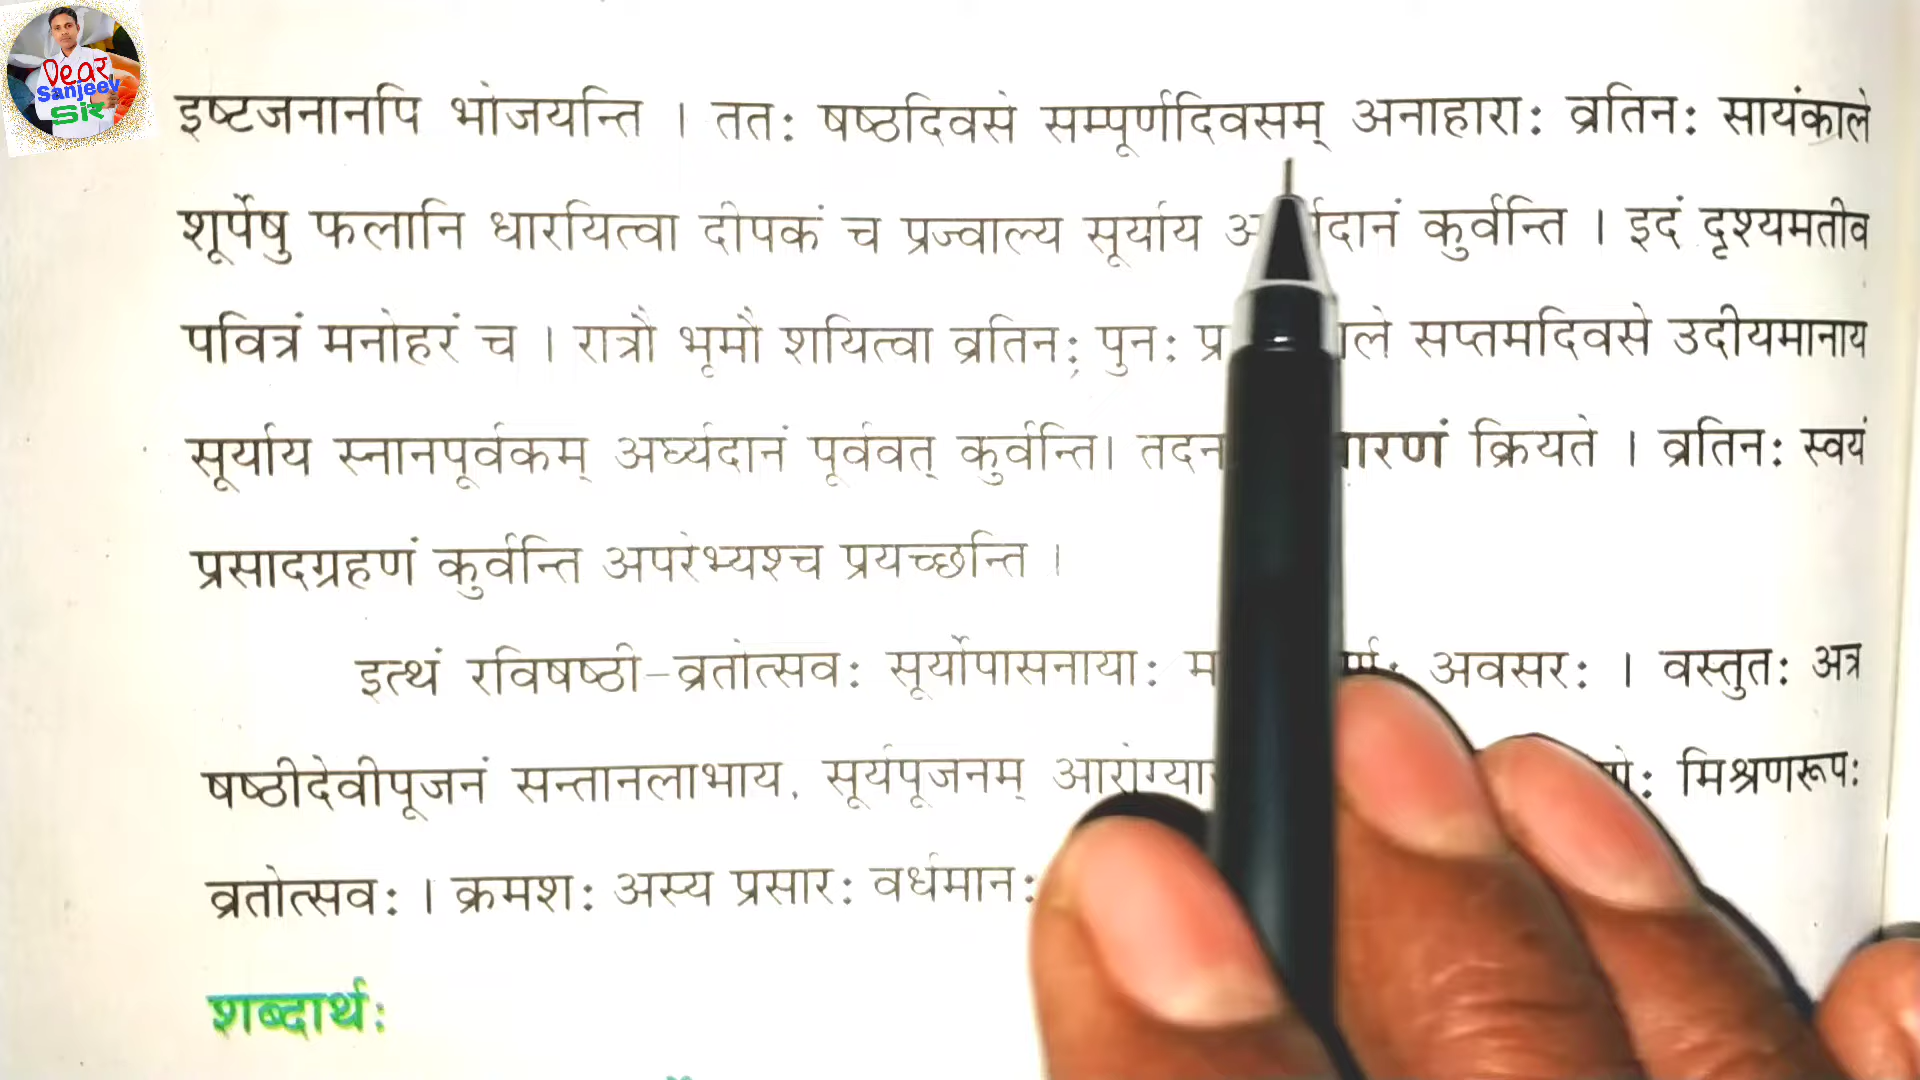 Dear
Sanjeev
Sir
इष्टजनानपि भोजयन्ति । ततः षष्ठदिवसे सम्पूर्णदिवसम् अनाहाराः व्रतिनः सायंकाले
शूर्पेषु फलानि धारयित्वा दीपकं च प्रज्वाल्य सूर्याय कुर्वन्ति । इदं दृश्यमतीव
पवित्रं मनोहरं च । रात्रौ भूमौ शयित्वा व्रतिनः पुनः सप्तमदिवसे उदीयमानाय
सूर्याय स्नानपूर्वकम् अर्घ्यदानं पूर्ववत् कुर्वन्ति। क्रियते । व्रतिनः स्वयं
प्रसादग्रहणं कुर्वन्ति अपरेभ्यश्च प्रयच्छन्ति ।
इत्थं रविषष्ठी-व्रतोत्सवः सूर्योपासनायाः अवसरः । वस्तुतः अत्र
षष्ठीदेवीपूजनं सन्तानलाभाय, सूर्यपूजनम् मिश्रणरूपः
व्रतोत्सवः । क्रमशः अस्य प्रसारः वर्धमानः
शब्दार्थः